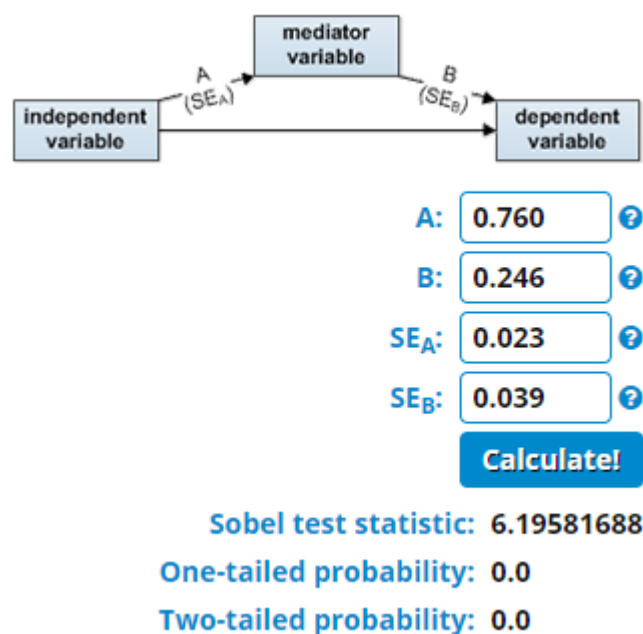 mediator
variable
A
(SEA)
B
(SEB)
independent
variable
dependent
variable
A: 0.760 ?
B: 0.246 ?
SEA: 0.023 ?
SEB: 0.039 ?
Calculate!
Sobel test statistic: 6.19581688
One-tailed probability: 0.0
Two-tailed probability: 0.0